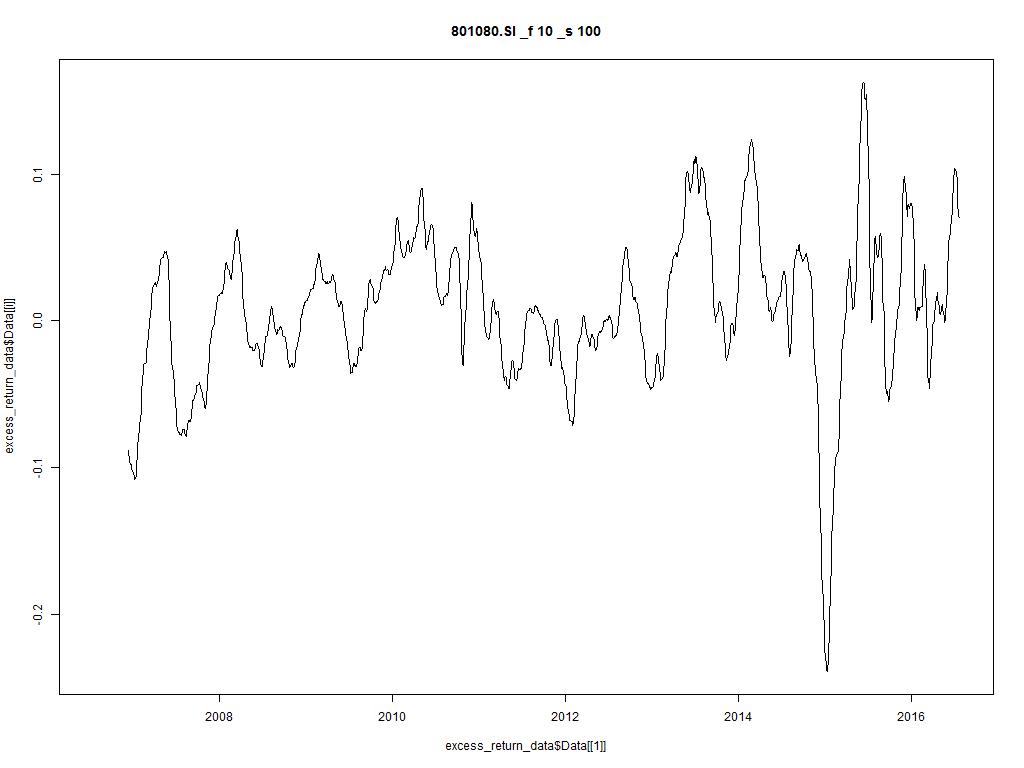 801080.SI _f 10 _s 100
excess_return_data$Data[[i]]
0.1
0.0
-0.1
-0.2
2008 2010 2012 2014 2016
excess_return_data$Data[[1]]